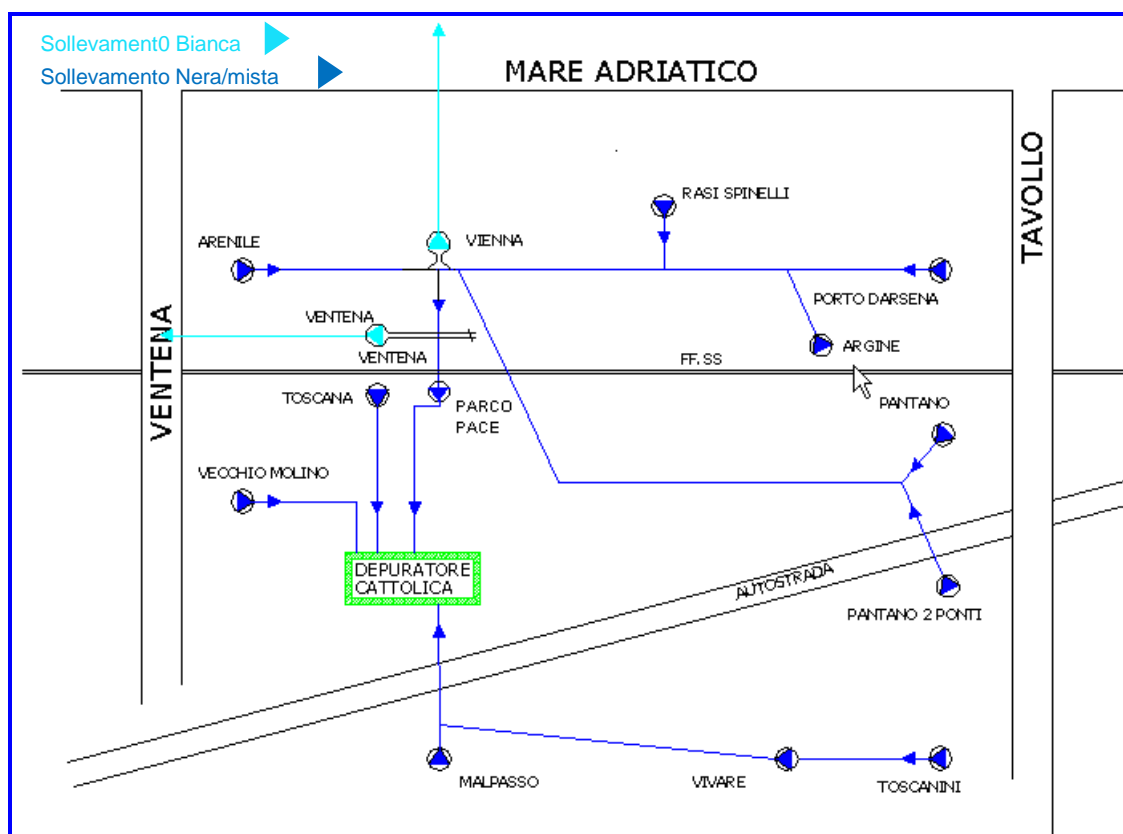 Sollevament0 Bianca
Sollevamento Nera/mista
MARE ADRIATICO
TAVOLLO
RASI SPINELLI
ARENILE
VIENNA
PORTO DARSENA
VENTENA
VENTENA
ARGINE
VENTENA
FF.SS
TOSCANA
PARCO
PACE
PANTANO
VECCHIO MOLINO
DEPURATORE
CATTOLICA
AUTOSTRADA
PANTANO 2 PONTI
MALPASSO
VIVARE
TOSCANINI